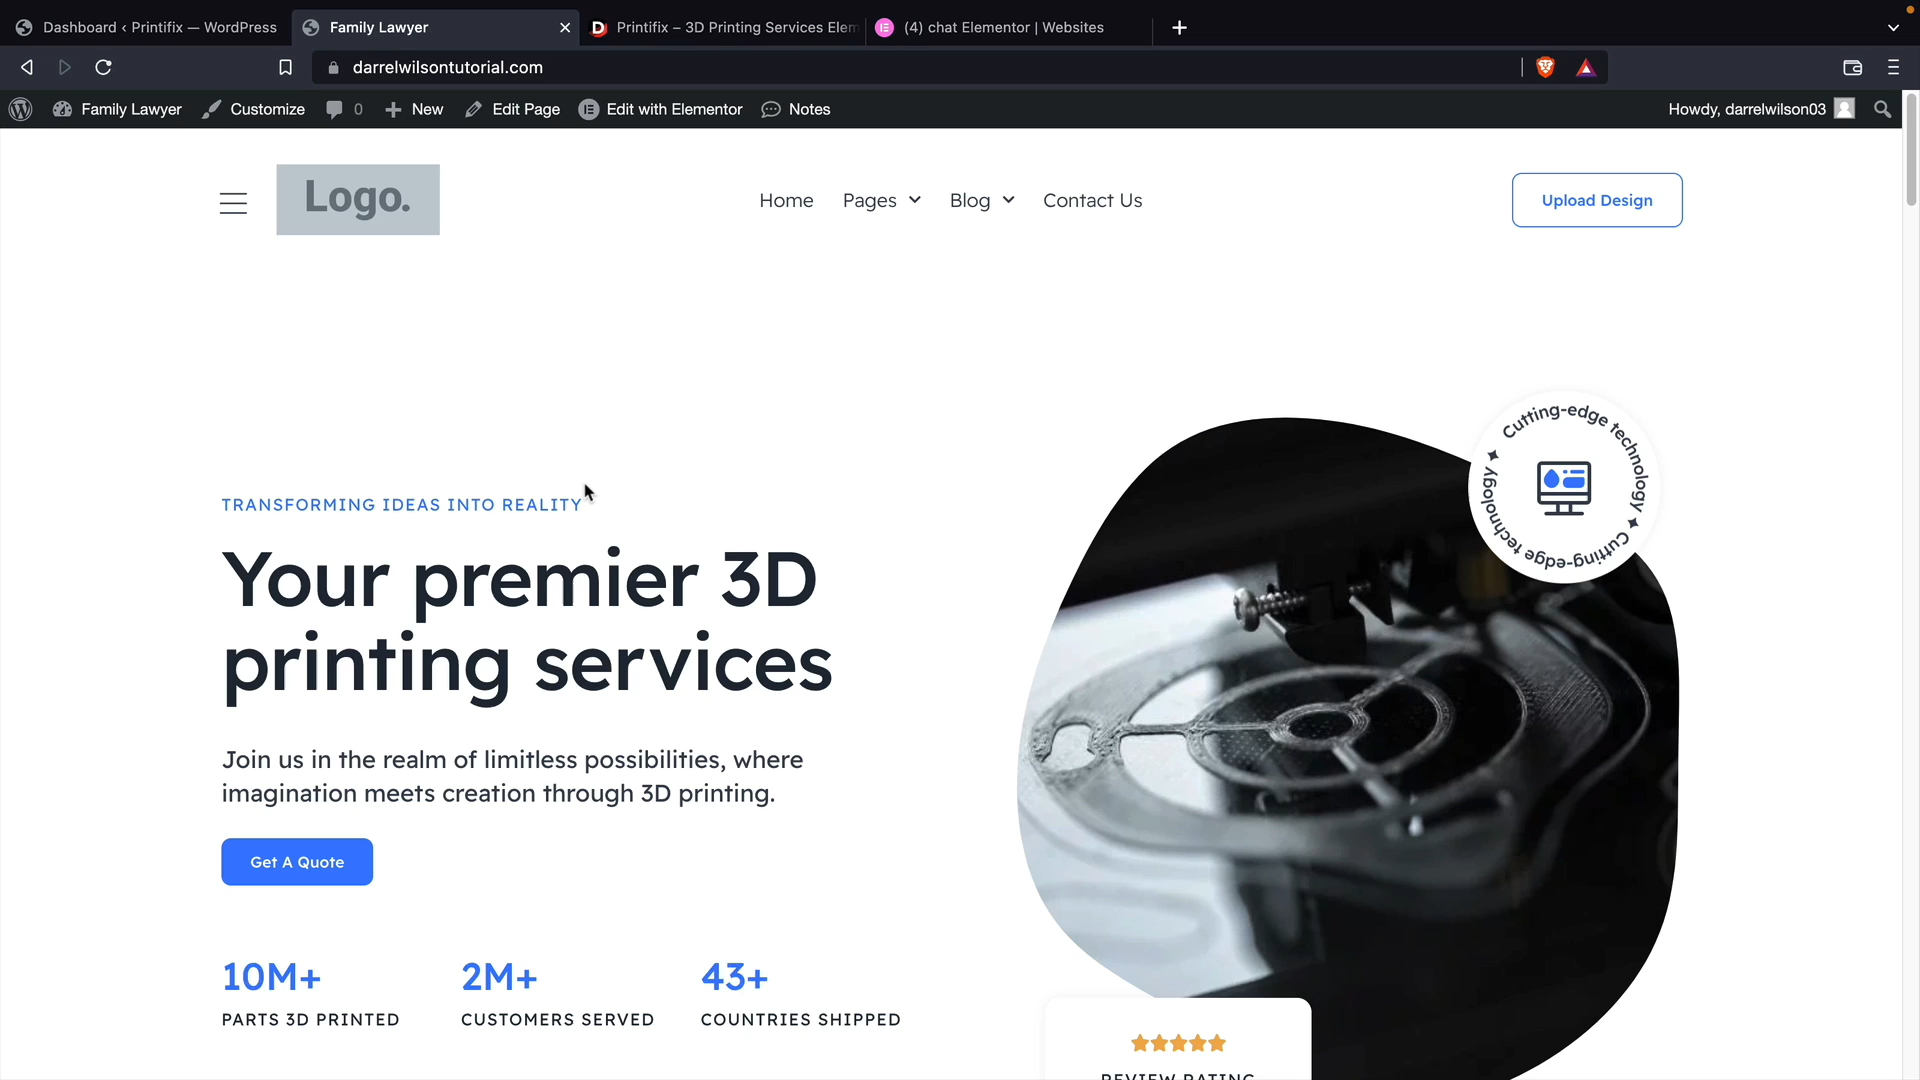 Dashboard ‹ Printifix — WordPress
Family Lawyer
Printifix – 3D Printing Services Elem
(4) chat Elementor | Websites
darrelwilsontutorial.com
Family Lawyer
Customize
0
New
Edit Page
Edit with Elementor
Notes
Howdy, darrelwilson03
Logo.
Home
Pages
Blog
Contact Us
Upload Design
Cutting-edge technology ✦ Cutting-edge technology ✦
TRANSFORMING IDEAS INTO REALITY
Your premier 3D
printing services
Join us in the realm of limitless possibilities, where
imagination meets creation through 3D printing.
Get A Quote
10M+
PARTS 3D PRINTED
2M+
CUSTOMERS SERVED
43+
COUNTRIES SHIPPED
REVIEW RATING